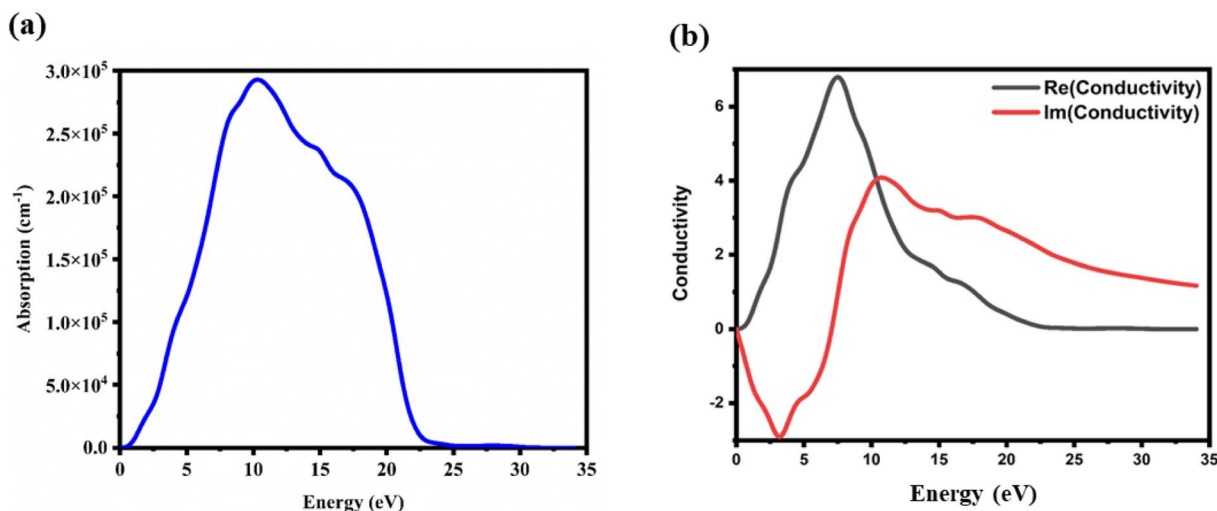 (a)
3.0×10⁵
2.5×10⁵
2.0×10⁵
1.5×10⁵
1.0×10⁵
5.0×10⁴
0.0
Absorption (cm⁻¹)
0 5 10 15 20 25 30 35
Energy (eV)
(b)
Re(Conductivity)
Im(Conductivity)
6
4
2
0
-2
Conductivity
0 5 10 15 20 25 30 35
Energy (eV)